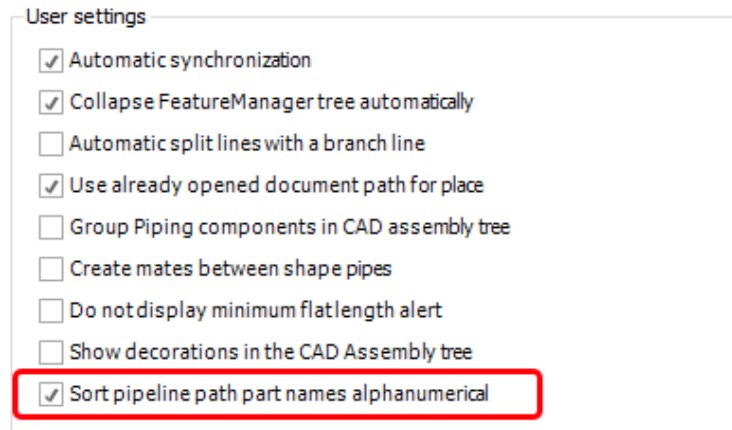 User settings
Automatic synchronization
Collapse FeatureManager tree automatically
Automatic split lines with a branch line
Use already opened document path for place
Group Piping components in CAD assembly tree
Create mates between shape pipes
Do not display minimum flat length alert
Show decorations in the CAD Assembly tree
Sort pipeline path part names alphanumerical